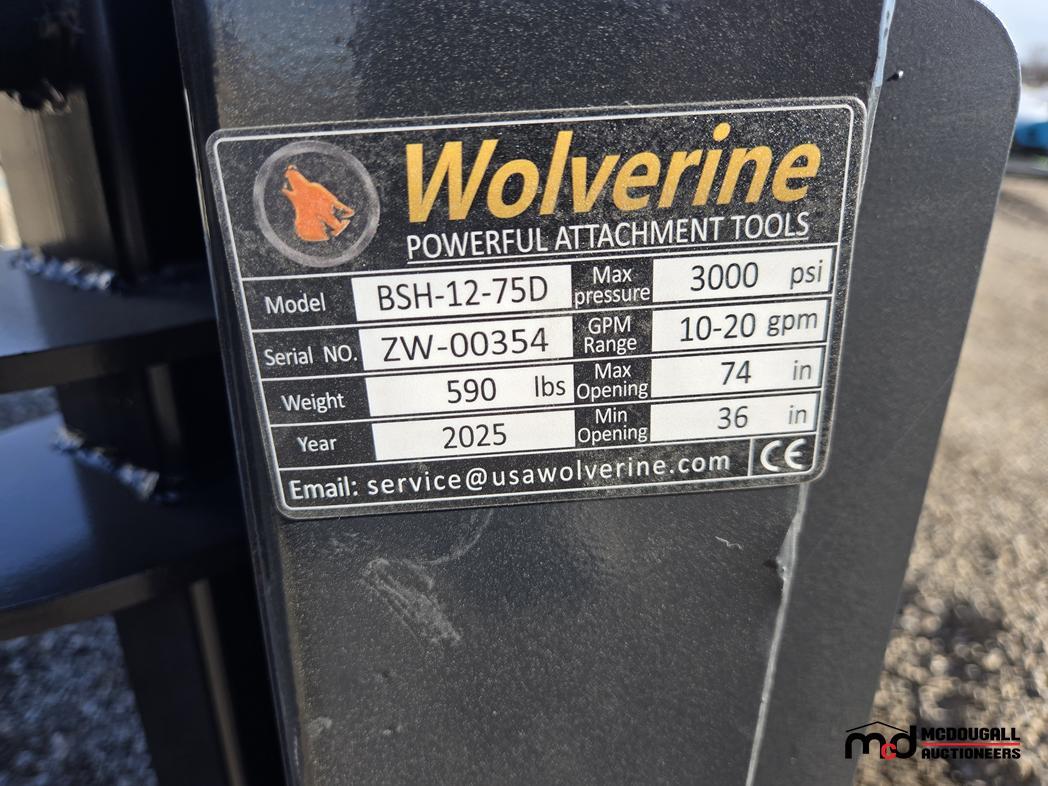 Wolverine
POWERFUL ATTACHMENT TOOLS
Model BSH-12-75D Max pressure 3000 psi
Serial NO. ZW-00354 GPM Range 10-20 gpm
Weight 590 lbs Max Opening 74 in
Year 2025 Min Opening 36 in
Email: service@usawolverine.com CE
mcd MCDOUGALL
AUCTIONEERS